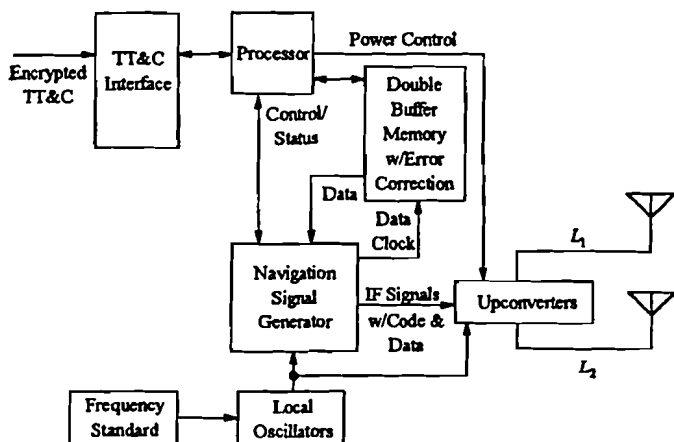 Encrypted
TT&C
TT&C
Interface
Processor
Power Control
Control/
Status
Double
Buffer
Memory
w/Error
Correction
Data
Data
Clock
Navigation
Signal
Generator
IF Signals
w/Code &
Data
Upconverters
L₁
L₂
Frequency
Standard
Local
Oscillators